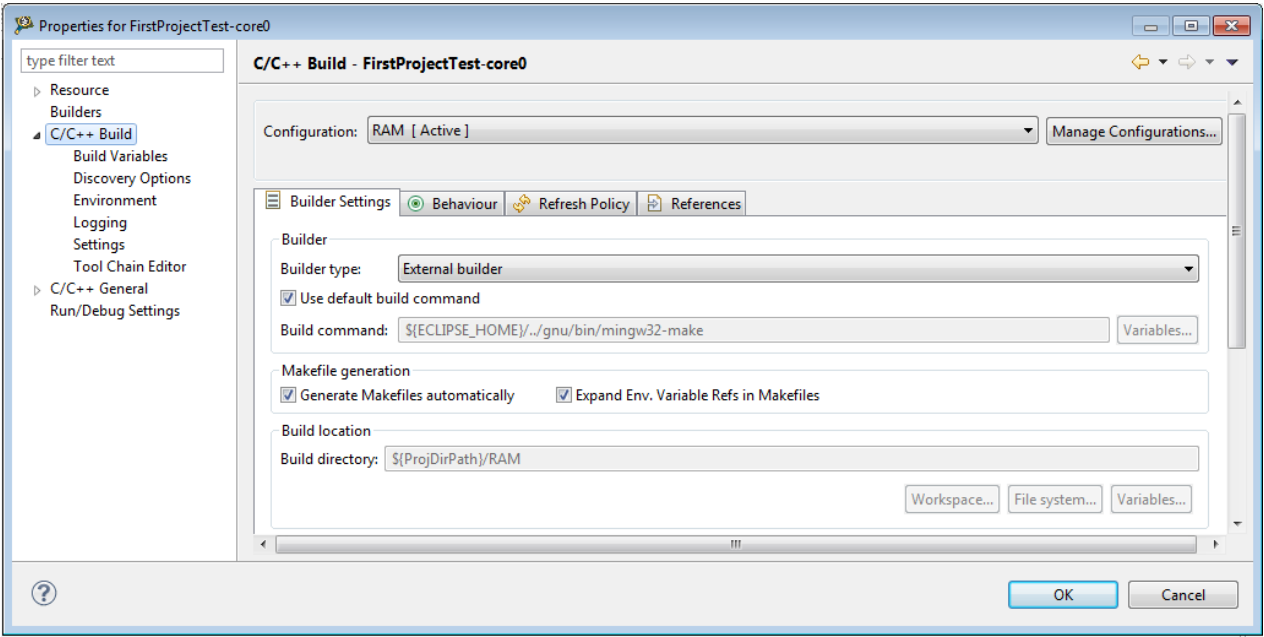 Properties for FirstProjectTest-core0
type filter text
Resource
Builders
C/C++ Build
Build Variables
Discovery Options
Environment
Logging
Settings
Tool Chain Editor
C/C++ General
Run/Debug Settings
C/C++ Build - FirstProjectTest-core0
Configuration: RAM [ Active ] Manage Configurations...
Builder Settings Behaviour Refresh Policy References
Builder
Builder type: External builder
Use default build command
Build command: ${ECLIPSE_HOME}/../gnu/bin/mingw32-make Variables...
Makefile generation
Generate Makefiles automatically Expand Env. Variable Refs in Makefiles
Build location
Build directory: ${ProjDirPath}/RAM
Workspace... File system... Variables...
? OK Cancel